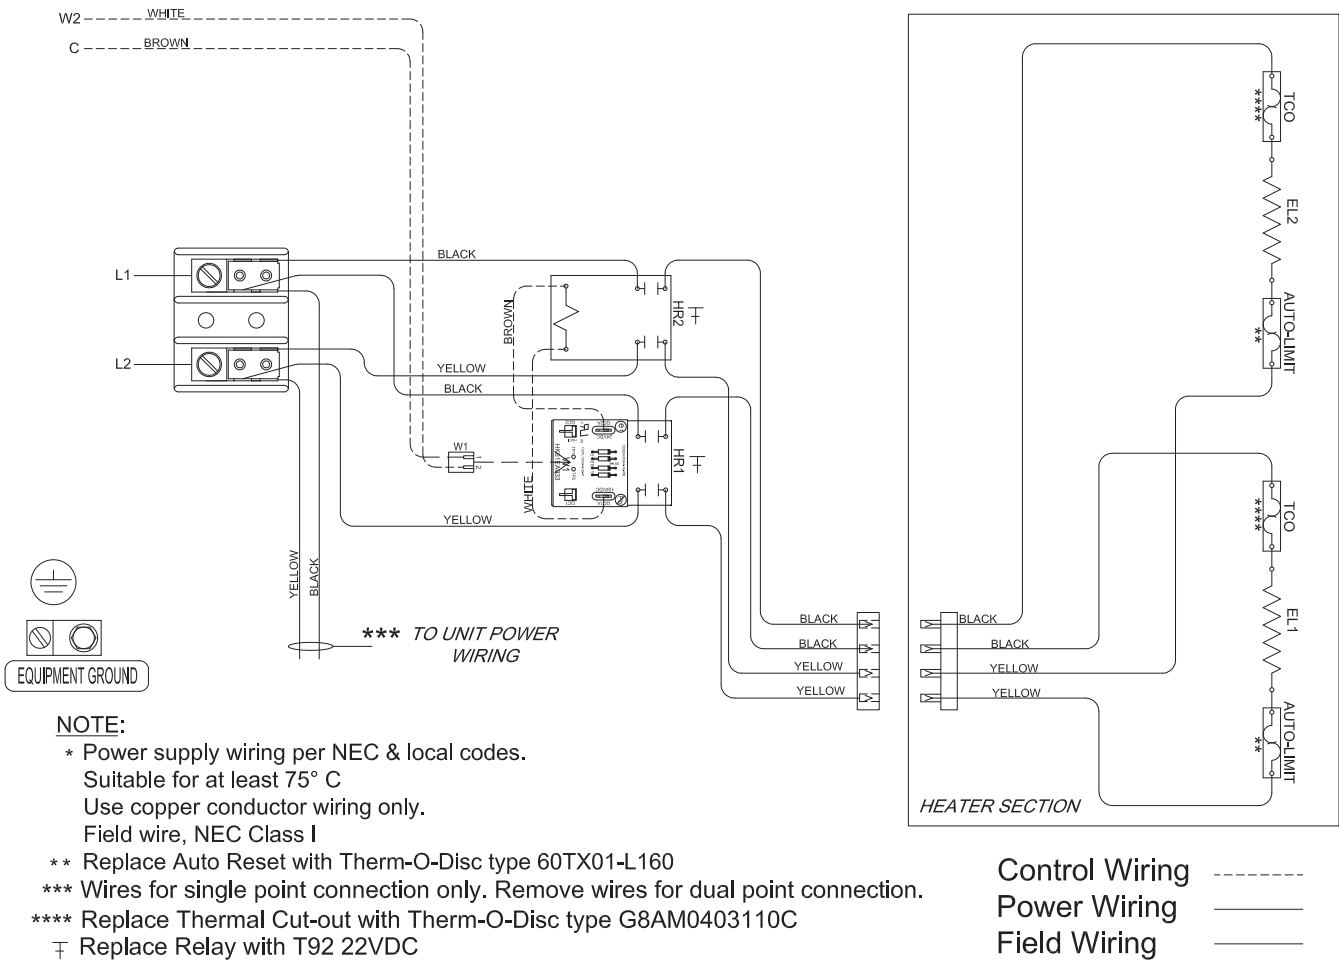 W2
WHITE
C
BROWN
TCO
****
EL2
AUTO-LIMIT
**
L1
BLACK
HR2
BROWN
L2
YELLOW
BLACK
W1
1
2
HR1
WHITE
YELLOW
YELLOW
BLACK
TCO
****
EL1
AUTO-LIMIT
**
BLACK
BLACK
YELLOW
YELLOW
BLACK
BLACK
YELLOW
YELLOW
*** TO UNIT POWER
WIRING
EQUIPMENT GROUND
HEATER SECTION
NOTE:
* Power supply wiring per NEC & local codes.
Suitable for at least 75° C
Use copper conductor wiring only.
Field wire, NEC Class I
** Replace Auto Reset with Therm-O-Disc type 60TX01-L160
*** Wires for single point connection only. Remove wires for dual point connection.
**** Replace Thermal Cut-out with Therm-O-Disc type G8AM0403110C
Replace Relay with T92 22VDC
Control Wiring
Power Wiring
Field Wiring